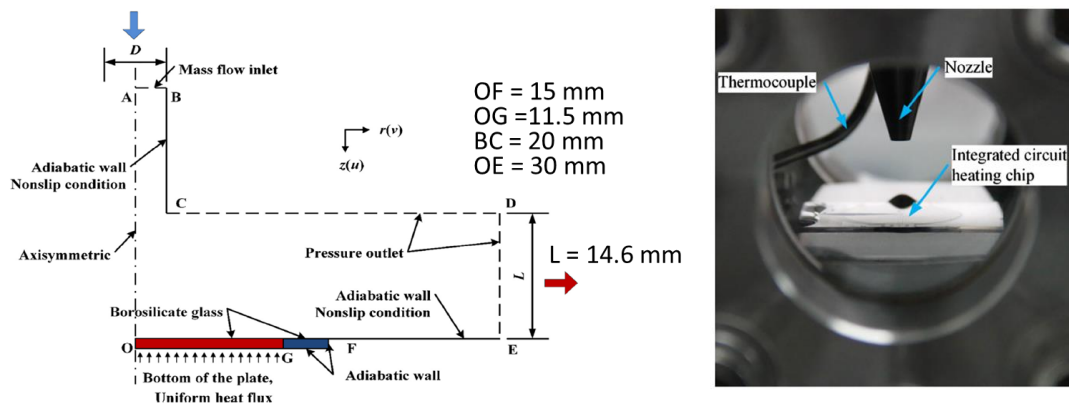 D
Mass flow inlet
A
B
OF = 15 mm
OG =11.5 mm
BC = 20 mm
OE = 30 mm
r(v)
z(u)
Adiabatic wall
Nonslip condition
C
D
Axisymmetric
Pressure outlet
L
L = 14.6 mm
Adiabatic wall
Nonslip condition
Borosilicate glass
O
G
F
E
Bottom of the plate,
Uniform heat flux
Adiabatic wall
Thermocouple
Nozzle
Integrated circuit
heating chip